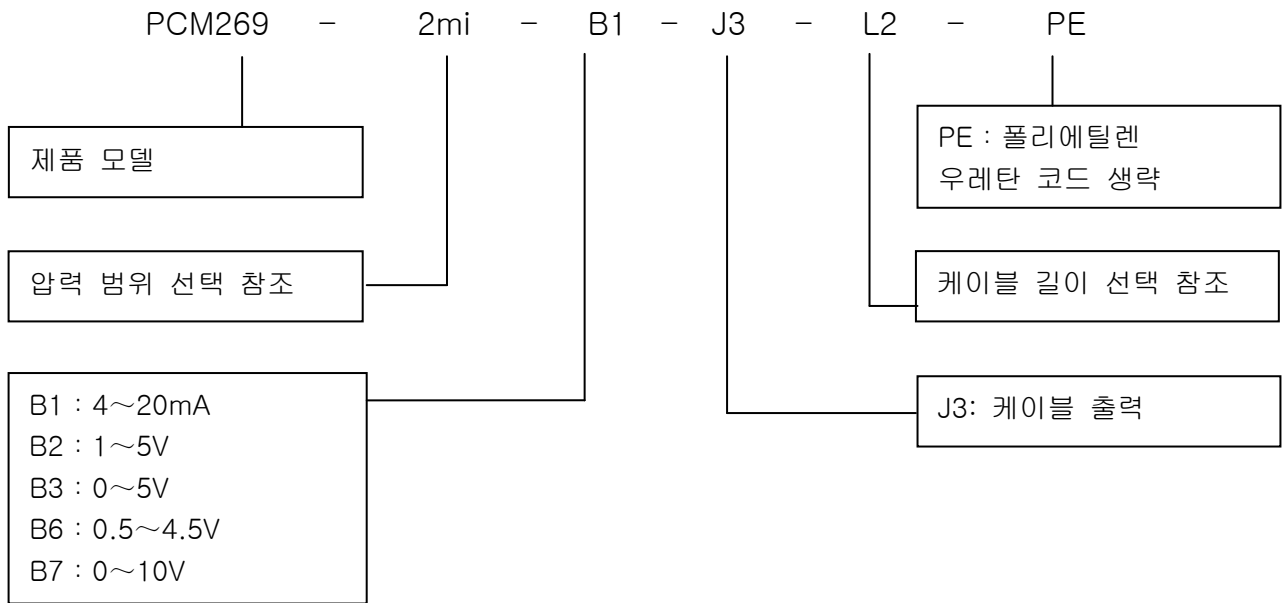 PCM269 - 2mi - B1 - J3 - L2 - PE
제품 모델
압력 범위 선택 참조
B1 : 4~20mA
B2 : 1~5V
B3 : 0~5V
B6 : 0.5~4.5V
B7 : 0~10V
PE : 폴리에틸렌
우레탄 코드 생략
케이블 길이 선택 참조
J3: 케이블 출력